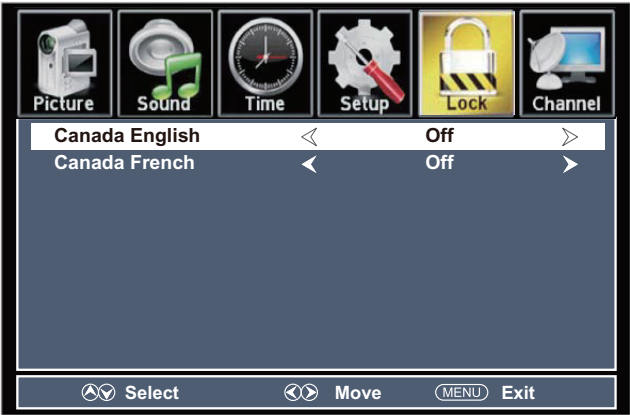 Picture Sound Time Setup Lock Channel
Canada English Off
Canada French Off
Select Move MENU Exit